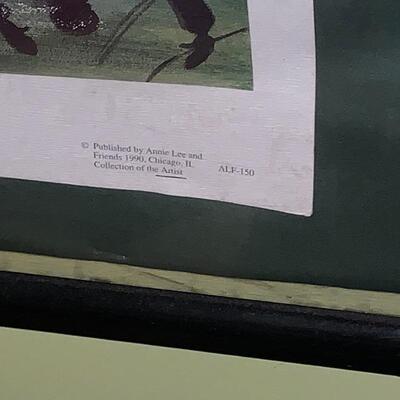 © Published by Annie Lee and
Friends 1990, Chicago, IL
Collection of the Artist
ALF-150